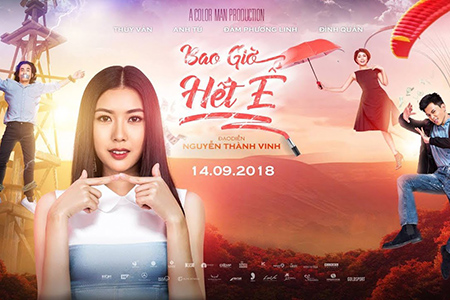 A COLOR MAN PRODUCTION
THUÝ VÂN ANH TÚ ĐÀM PHƯƠNG LINH ĐÌNH QUÂN
Bao Giờ
Hết Ế
ĐẠO DIỄN
NGUYỄN THÀNH VINH
14.09.2018